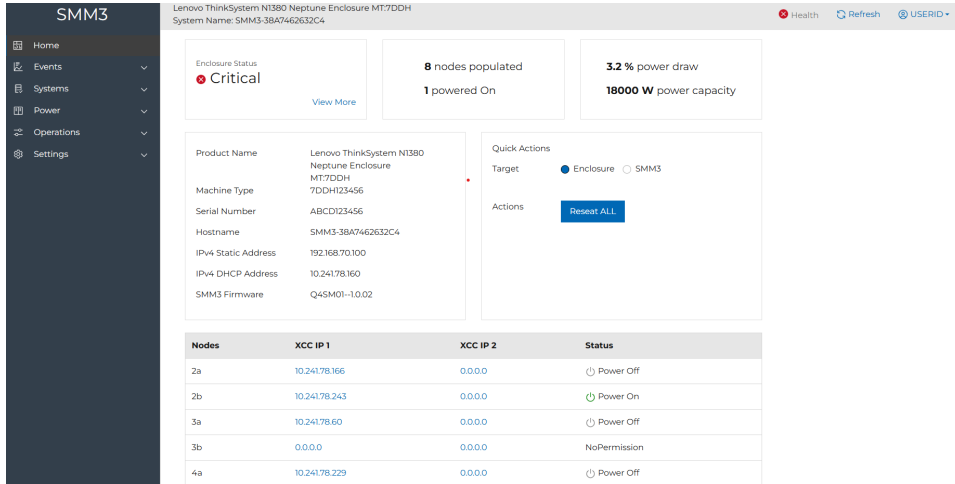 SMM3
Lenovo ThinkSystem N1380 Neptune Enclosure MT:7DDH
System Name: SMM3-38A7462632C4
Health
Refresh
USERID
Home
Events
Systems
Power
Operations
Settings
Enclosure Status
Critical
View More
8 nodes populated
1 powered On
3.2 % power draw
18000 W power capacity
Product Name Lenovo ThinkSystem N1380
Neptune Enclosure
MT:7DDH
Machine Type 7DDH123456
Serial Number ABCD123456
Hostname SMM3-38A7462632C4
IPv4 Static Address 192.168.70.100
IPv4 DHCP Address 10.241.78.160
SMM3 Firmware Q4SM01--1.0.02
Quick Actions
Target Enclosure SMM3
Actions Reseat ALL
Nodes XCC IP 1 XCC IP 2 Status
2a 10.241.78.166 0.0.0.0 Power Off
2b 10.241.78.243 0.0.0.0 Power On
3a 10.241.78.60 0.0.0.0 Power Off
3b 0.0.0.0 0.0.0.0 NoPermission
4a 10.241.78.229 0.0.0.0 Power Off